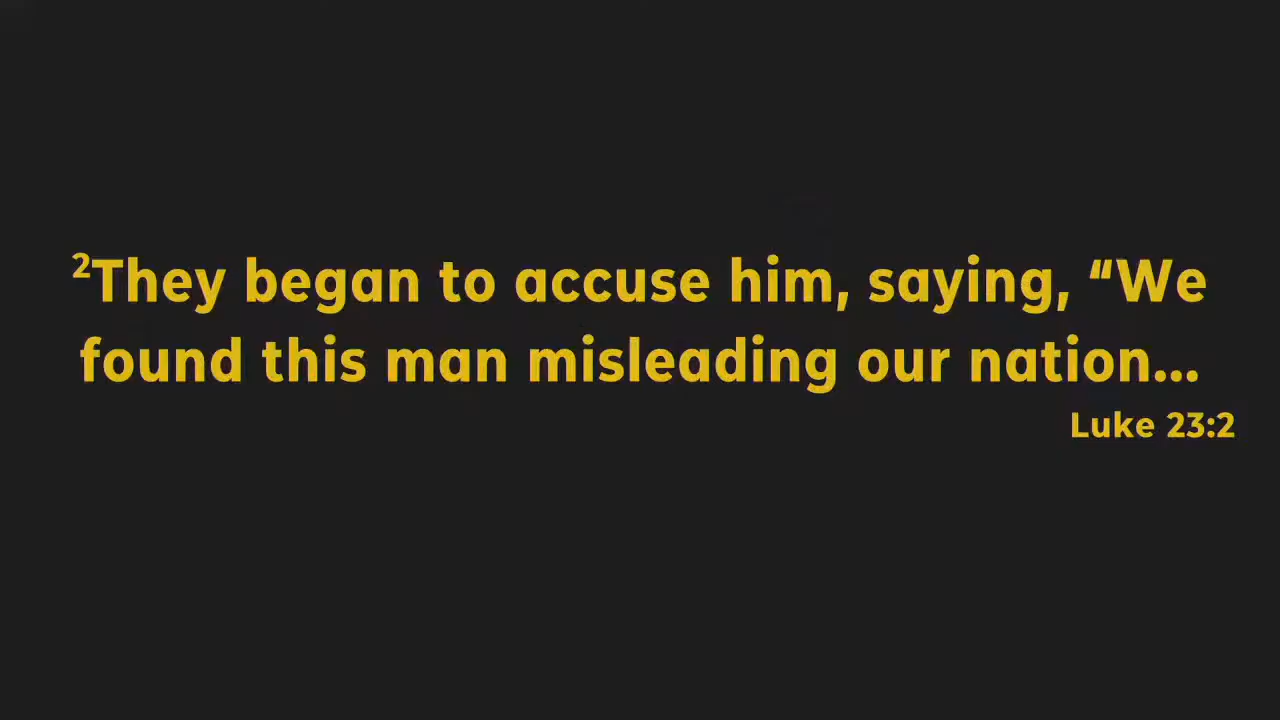 ²They began to accuse him, saying, “We
found this man misleading our nation...
Luke 23:2